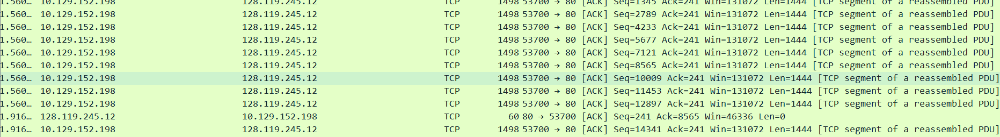 1.560… 10.129.152.198 128.119.245.12 TCP 1498 53700 → 80 [ACK] Seq=1345 Ack=241 Win=131072 Len=1444 [TCP segment of a reassembled PDU]
1.560… 10.129.152.198 128.119.245.12 TCP 1498 53700 → 80 [ACK] Seq=2789 Ack=241 Win=131072 Len=1444 [TCP segment of a reassembled PDU]
1.560… 10.129.152.198 128.119.245.12 TCP 1498 53700 → 80 [ACK] Seq=4233 Ack=241 Win=131072 Len=1444 [TCP segment of a reassembled PDU]
1.560… 10.129.152.198 128.119.245.12 TCP 1498 53700 → 80 [ACK] Seq=5677 Ack=241 Win=131072 Len=1444 [TCP segment of a reassembled PDU]
1.560… 10.129.152.198 128.119.245.12 TCP 1498 53700 → 80 [ACK] Seq=7121 Ack=241 Win=131072 Len=1444 [TCP segment of a reassembled PDU]
1.560… 10.129.152.198 128.119.245.12 TCP 1498 53700 → 80 [ACK] Seq=8565 Ack=241 Win=131072 Len=1444 [TCP segment of a reassembled PDU]
1.560… 10.129.152.198 128.119.245.12 TCP 1498 53700 → 80 [ACK] Seq=10009 Ack=241 Win=131072 Len=1444 [TCP segment of a reassembled PDU]
1.560… 10.129.152.198 128.119.245.12 TCP 1498 53700 → 80 [ACK] Seq=11453 Ack=241 Win=131072 Len=1444 [TCP segment of a reassembled PDU]
1.560… 10.129.152.198 128.119.245.12 TCP 1498 53700 → 80 [ACK] Seq=12897 Ack=241 Win=131072 Len=1444 [TCP segment of a reassembled PDU]
1.916… 128.119.245.12 10.129.152.198 TCP 60 80 → 53700 [ACK] Seq=241 Ack=8565 Win=46336 Len=0
1.916… 10.129.152.198 128.119.245.12 TCP 1498 53700 → 80 [ACK] Seq=14341 Ack=241 Win=131072 Len=1444 [TCP segment of a reassembled PDU]